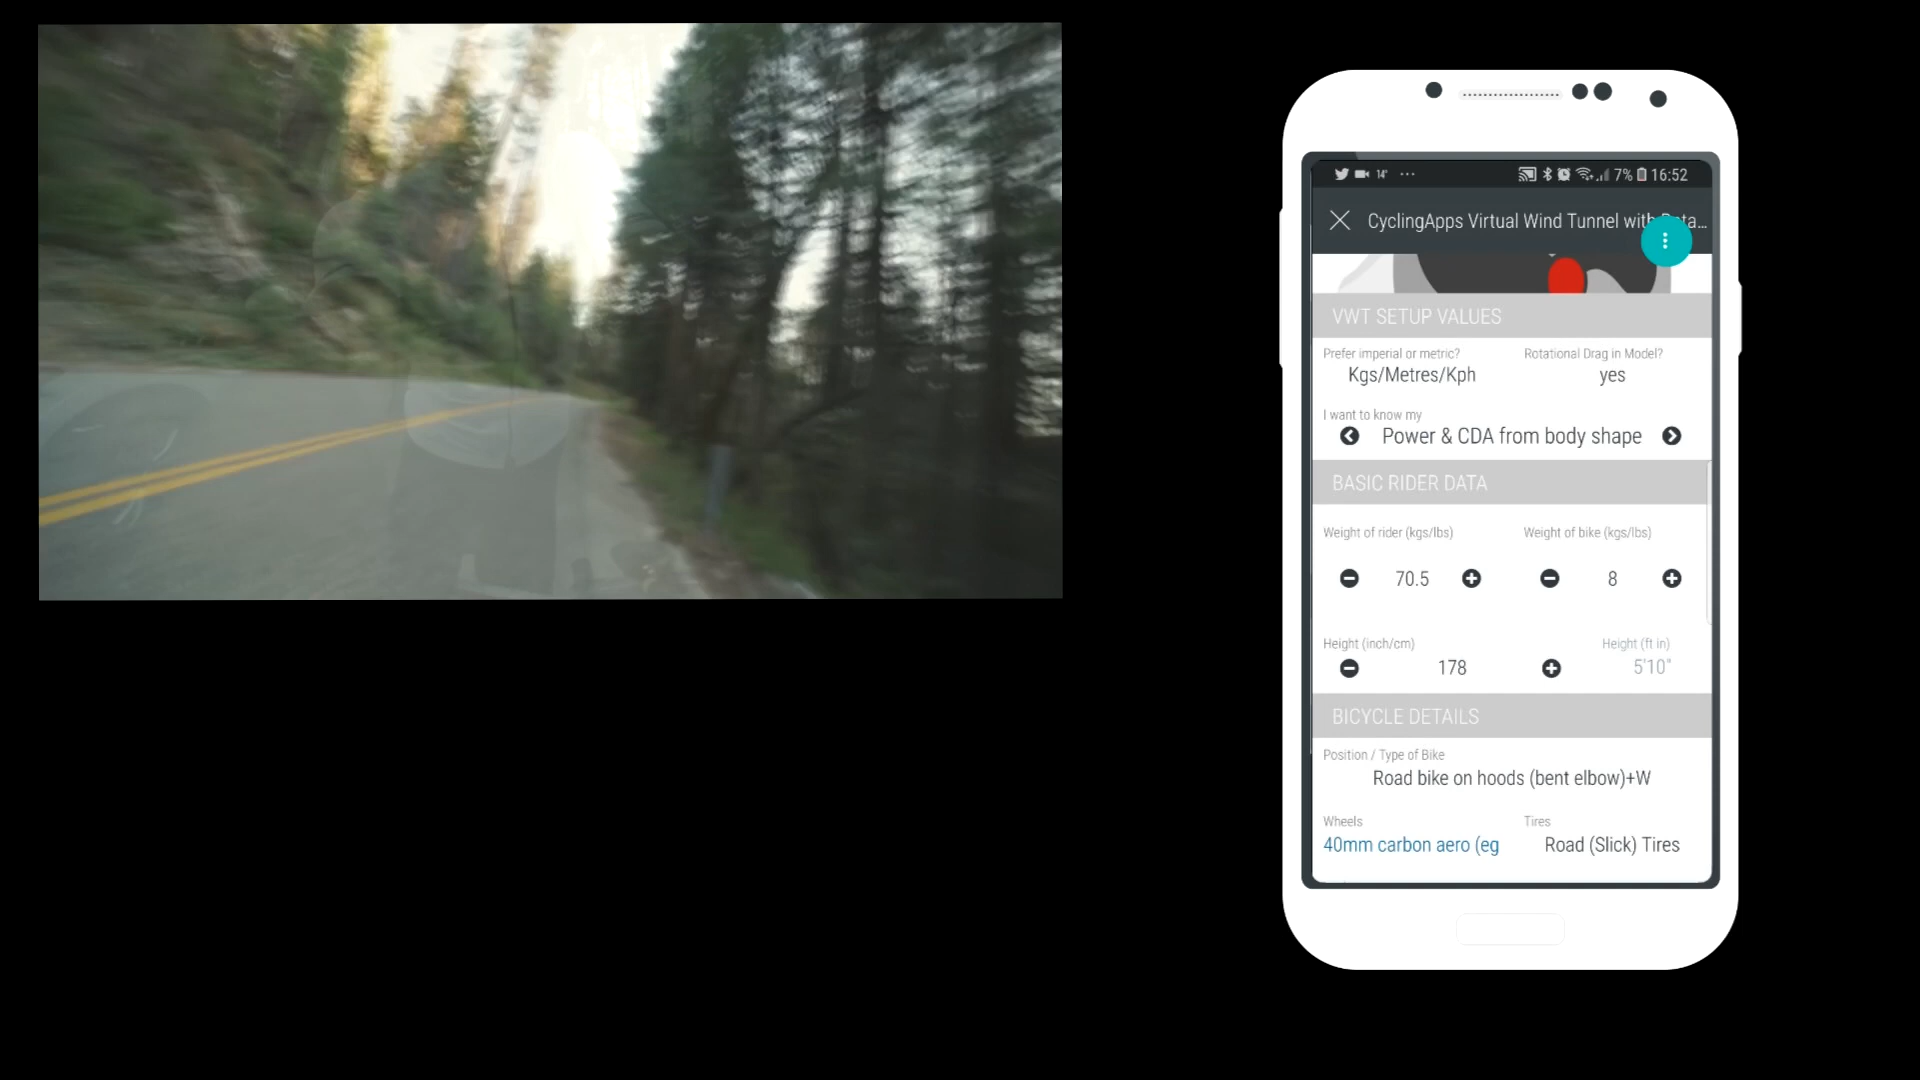 14° 7% 16:52
CyclingApps Virtual Wind Tunnel with
VWT SETUP VALUES
Prefer imperial or metric? Rotational Drag in Model?
Kgs/Metres/Kph yes
I want to know my
Power & CDA from body shape
BASIC RIDER DATA
Weight of rider (kgs/lbs) Weight of bike (kgs/lbs)
70.5 8
Height (inch/cm) Height (ft in)
178 5'10"
BICYCLE DETAILS
Position / Type of Bike
Road bike on hoods (bent elbow)+W
Wheels Tires
40mm carbon aero (eg Road (Slick) Tires